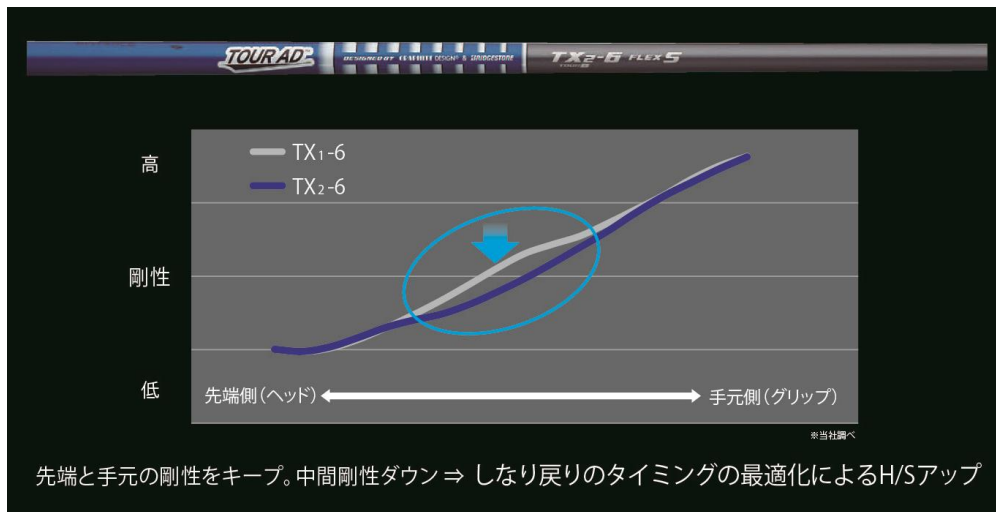 TOUR AD
DESIGNED BY GRAPHITE DESIGN® & BRIDGESTONE
TX2-6 FLEX S
高
TX1-6
TX2-6
剛性
低
先端側(ヘッド)
手元側(グリップ)
※当社調べ
先端と手元の剛性をキープ。中間剛性ダウン ⇒ しなり戻りのタイミングの最適化によるH/Sアップ